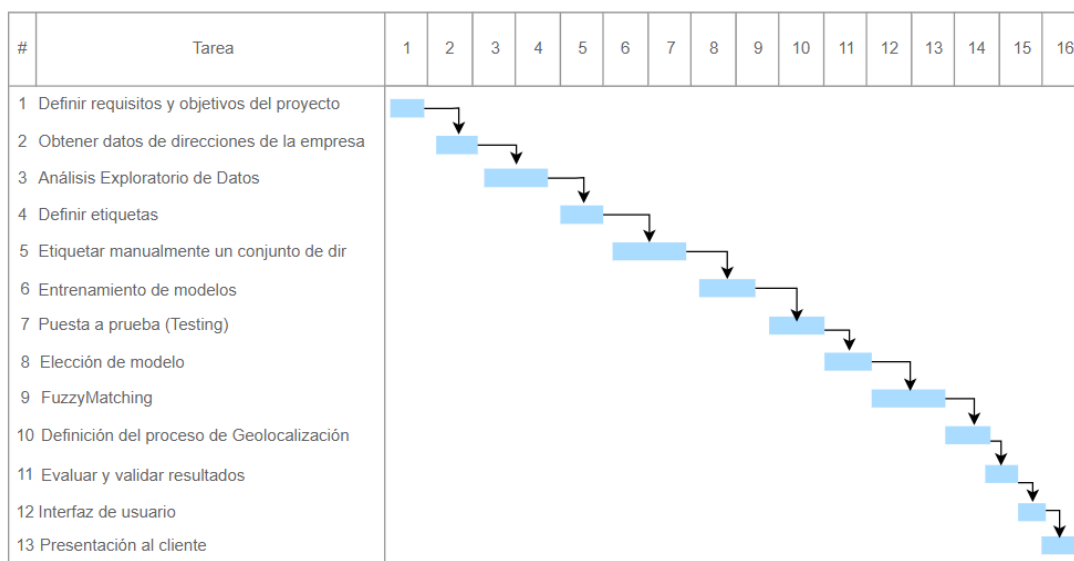 # Tarea 1 2 3 4 5 6 7 8 9 10 11 12 13 14 15 16
1 Definir requisitos y objetivos del proyecto
2 Obtener datos de direcciones de la empresa
3 Análisis Exploratorio de Datos
4 Definir etiquetas
5 Etiquetar manualmente un conjunto de dir
6 Entrenamiento de modelos
7 Puesta a prueba (Testing)
8 Elección de modelo
9 FuzzyMatching
10 Definición del proceso de Geolocalización
11 Evaluar y validar resultados
12 Interfaz de usuario
13 Presentación al cliente